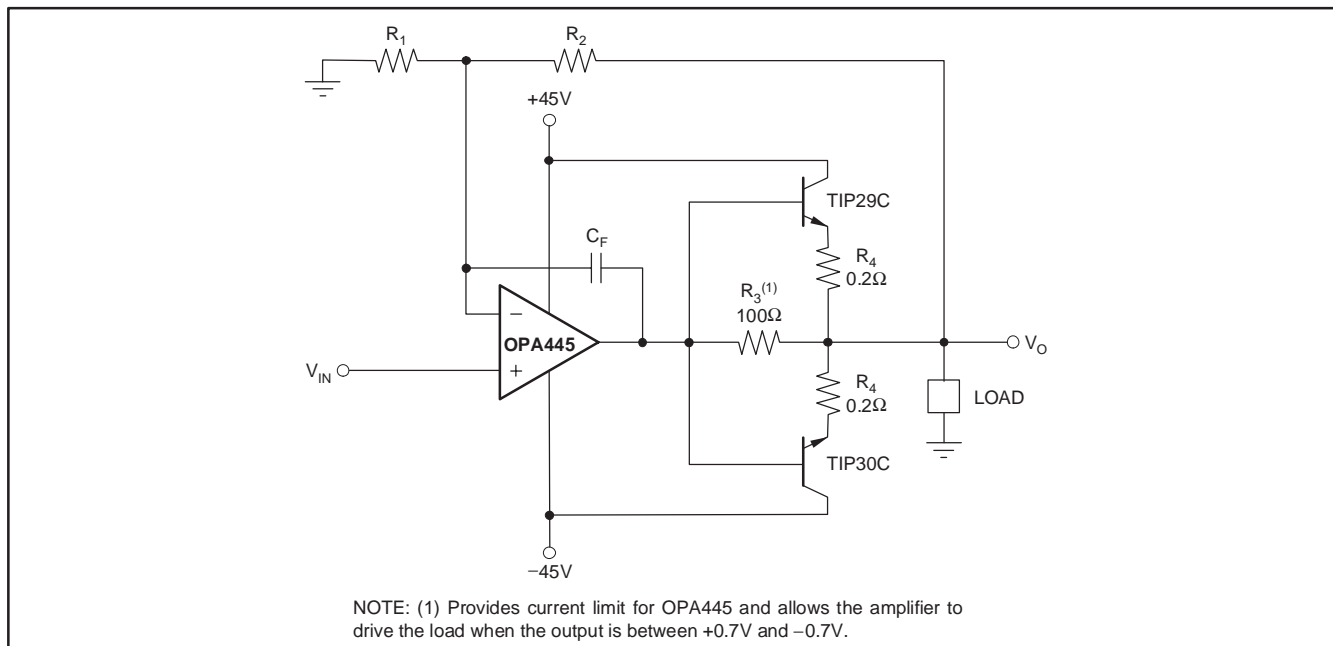 R1
R2
+45V
TIP29C
CF
R4
0.2Ω
R3(1)
100Ω
−
OPA445
+
VIN
VO
R4
0.2Ω
LOAD
TIP30C
−45V
NOTE: (1) Provides current limit for OPA445 and allows the amplifier to
drive the load when the output is between +0.7V and −0.7V.